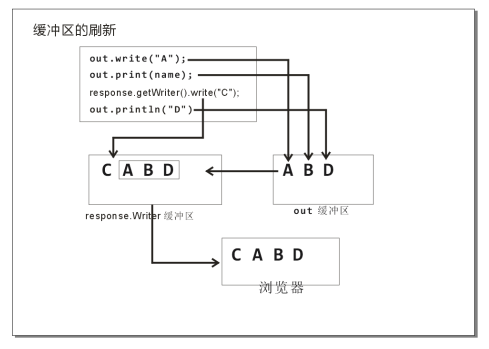 缓冲区的刷新
out.write("A");
out.print(name);
response.getWriter().write("C");
out.println("D")
C A B D
A B D
response.Writer 缓冲区
out 缓冲区
C A B D
浏览器